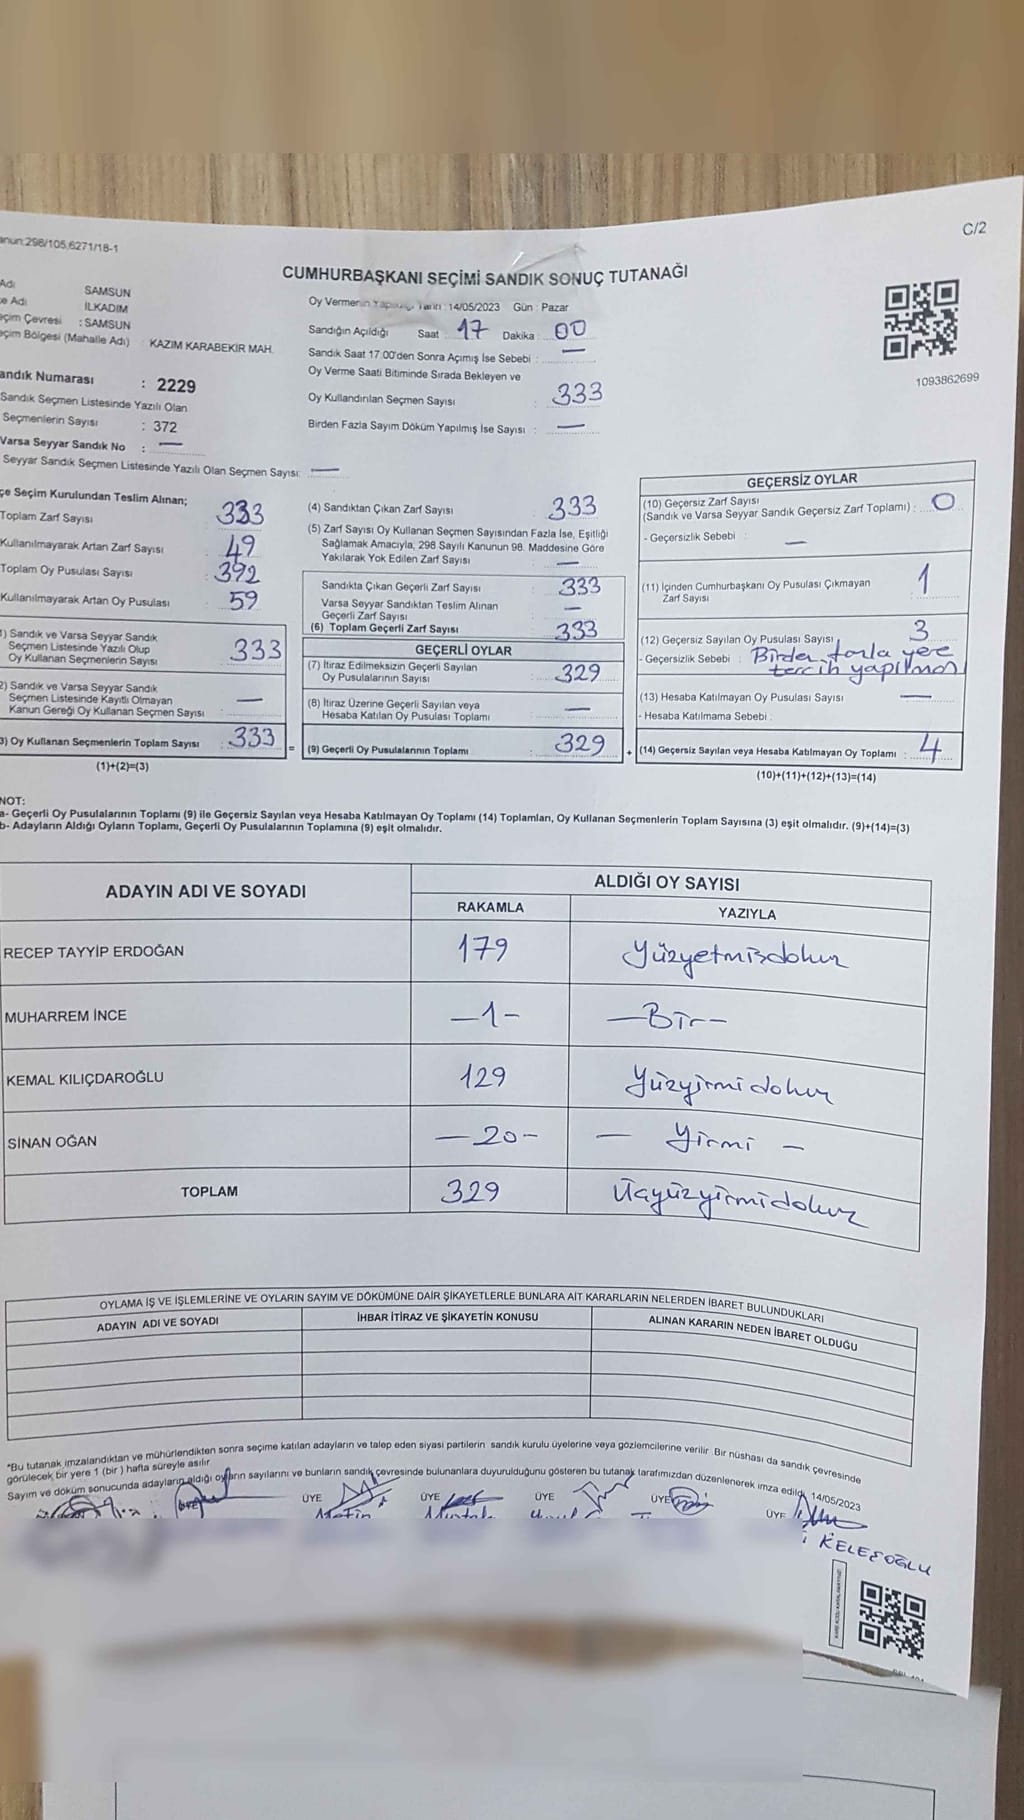 anun:298/105,6271/18-1
C/2
CUMHURBAŞKANI SEÇİMİ SANDIK SONUÇ TUTANAĞI
Adı SAMSUN
e Adı İLKADIM
eçim Çevresi : SAMSUN
eçim Bölgesi (Mahalle Adı) : KAZIM KARABEKİR MAH.
andık Numarası : 2229
Sandık Seçmen Listesinde Yazılı Olan
Seçmenlerin Sayısı : 372
Varsa Seyyar Sandık No : —
Seyyar Sandık Seçmen Listesinde Yazılı Olan Seçmen Sayısı: —
Oy Vermenin Yapıldığı Tarih : 14/05/2023 Gün : Pazar
Sandığın Açıldığı Saat : 17 Dakika : 00
Sandık Saat 17.00'den Sonra Açımış İse Sebebi : —
Oy Verme Saati Bitiminde Sırada Bekleyen ve
Oy Kullandırılan Seçmen Sayısı : 333
Birden Fazla Sayım Döküm Yapılmış İse Sayısı : —
1093862699
çe Seçim Kurulundan Teslim Alınan;
Toplam Zarf Sayısı 333
Kullanılmayarak Artan Zarf Sayısı : 49
Toplam Oy Pusulası Sayısı : 392
Kullanılmayarak Artan Oy Pusulası : 59
1) Sandık ve Varsa Seyyar Sandık
Seçmen Listesinde Yazılı Olup
Oy Kullanan Seçmenlerin Sayısı : 333
2) Sandık ve Varsa Seyyar Sandık
Seçmen Listesinde Kayıtlı Olmayan
Kanun Gereği Oy Kullanan Seçmen Sayısı : —
3) Oy Kullanan Seçmenlerin Toplam Sayısı : 333
(1)+(2)=(3)
(4) Sandıktan Çıkan Zarf Sayısı : 333
(5) Zarf Sayısı Oy Kullanan Seçmen Sayısından Fazla İse, Eşitliği
Sağlamak Amacıyla, 298 Sayılı Kanunun 98. Maddesine Göre
Yakılarak Yok Edilen Zarf Sayısı : —
Sandıkta Çıkan Geçerli Zarf Sayısı : 333
Varsa Seyyar Sandıktan Teslim Alınan
Geçerli Zarf Sayısı : —
(6) Toplam Geçerli Zarf Sayısı : 333
GEÇERLİ OYLAR
(7) İtiraz Edilmeksizin Geçerli Sayılan
Oy Pusulalarının Sayısı : 329
(8) İtiraz Üzerine Geçerli Sayılan veya
Hesaba Katılan Oy Pusulası Toplamı : —
= (9) Geçerli Oy Pusulalarının Toplamı : 329
GEÇERSİZ OYLAR
(10) Geçersiz Zarf Sayısı
(Sandık ve Varsa Seyyar Sandık Geçersiz Zarf Toplamı) : 0
- Geçersizlik Sebebi : —
(11) İçinden Cumhurbaşkanı Oy Pusulası Çıkmayan
Zarf Sayısı : 1
(12) Geçersiz Sayılan Oy Pusulası Sayısı : 3
- Geçersizlik Sebebi : Birden fazla yere
tercih yapılması
(13) Hesaba Katılmayan Oy Pusulası Sayısı : —
- Hesaba Katılmama Sebebi :
+ (14) Geçersiz Sayılan veya Hesaba Katılmayan Oy Toplamı : 4
(10)+(11)+(12)+(13)=(14)
NOT:
a- Geçerli Oy Pusulalarının Toplamı (9) ile Geçersiz Sayılan veya Hesaba Katılmayan Oy Toplamı (14) Toplamları, Oy Kullanan Seçmenlerin Toplam Sayısına (3) eşit olmalıdır. (9)+(14)=(3)
b- Adayların Aldığı Oyların Toplamı, Geçerli Oy Pusulalarının Toplamına (9) eşit olmalıdır.
ADAYIN ADI VE SOYADI
ALDIĞI OY SAYISI
RAKAMLA YAZIYLA
RECEP TAYYİP ERDOĞAN 179 Yüzyetmişdokuz
MUHARREM İNCE —1— —Bir—
KEMAL KILIÇDAROĞLU 129 Yüzyirmidokuz
SİNAN OĞAN —20— — Yirmi —
TOPLAM 329 Üçyüzyirmidokuz
OYLAMA İŞ VE İŞLEMLERİNE VE OYLARIN SAYIM VE DÖKÜMÜNE DAİR ŞİKAYETLERLE BUNLARA AİT KARARLARIN NELERDEN İBARET BULUNDUKLARI
ADAYIN ADI VE SOYADI İHBAR İTİRAZ VE ŞİKAYETİN KONUSU ALINAN KARARIN NEDEN İBARET OLDUĞU
*Bu tutanak imzalandıktan ve mühürlendikten sonra seçime katılan adayların ve talep eden siyasi partilerin sandık kurulu üyelerine veya gözlemcilerine verilir. Bir nüshası da sandık çevresinde
görülecek bir yere 1 (bir) hafta süreyle asılır.
Sayım ve döküm sonucunda adayların aldığı oyların sayılarını ve bunların sandık çevresinde bulunanlara duyurulduğunu gösteren bu tutanak tarafımızdan düzenlenerek imza edildi. 14/05/2023
ÜYE ÜYE ÜYE ÜYE ÜYE
Metin
KELEŞOĞLU